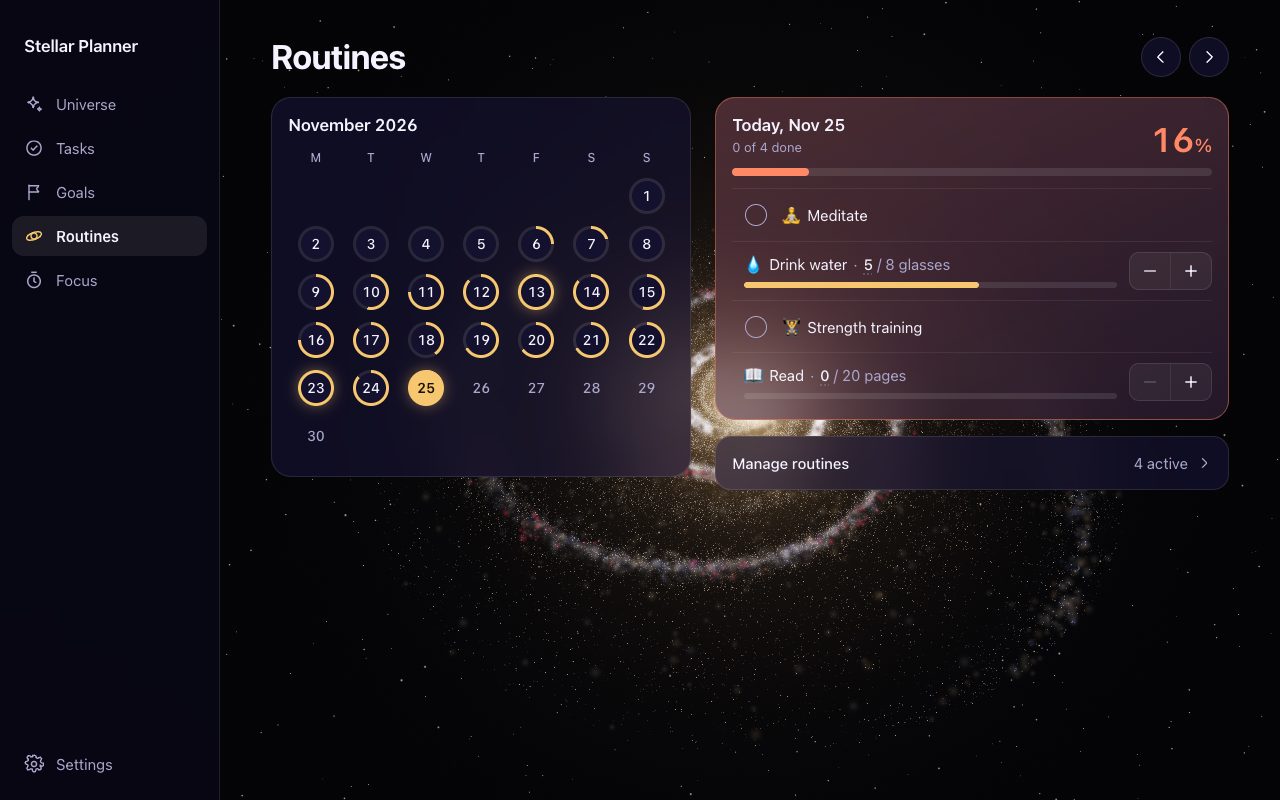 Stellar Planner
Universe
Tasks
Goals
Routines
Focus
Settings
Routines
November 2026
M T W T F S S
1
2 3 4 5 6 7 8
9 10 11 12 13 14 15
16 17 18 19 20 21 22
23 24 25 26 27 28 29
30
Today, Nov 25
0 of 4 done
16%
Meditate
Drink water · 5 / 8 glasses
Strength training
Read · 0 / 20 pages
Manage routines
4 active